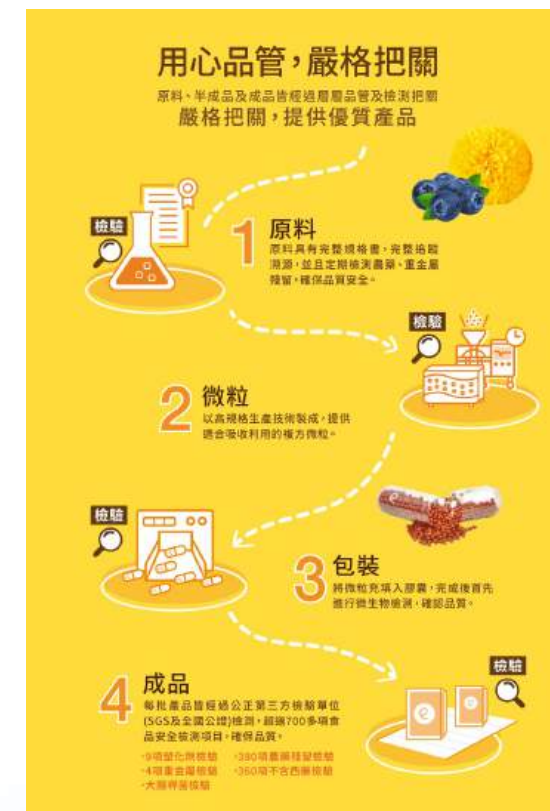 用心品管，嚴格把關
原料、半成品及成品皆經過層層品管及檢測把關
嚴格把關，提供優質產品
檢驗
1 原料
原料具有完整規格書，完整追蹤
溯源，並且定期檢測農藥、重金屬
殘留，確保品質安全。
檢驗
2 微粒
以高規格生產技術製成，提供
適合吸收利用的複方微粒。
檢驗
3 包裝
將微粒充填入膠囊，完成後首先
進行微生物檢測，確認品質。
檢驗
4 成品
每批產品皆經過公正第三方檢驗單位
(SGS及全國公證)檢測，超過700多項食
品安全檢測項目，確保品質。
·9項塑化劑檢驗 ·380項農藥殘留檢驗
·4項重金屬檢驗 ·360項不含西藥檢驗
·大腸桿菌檢驗